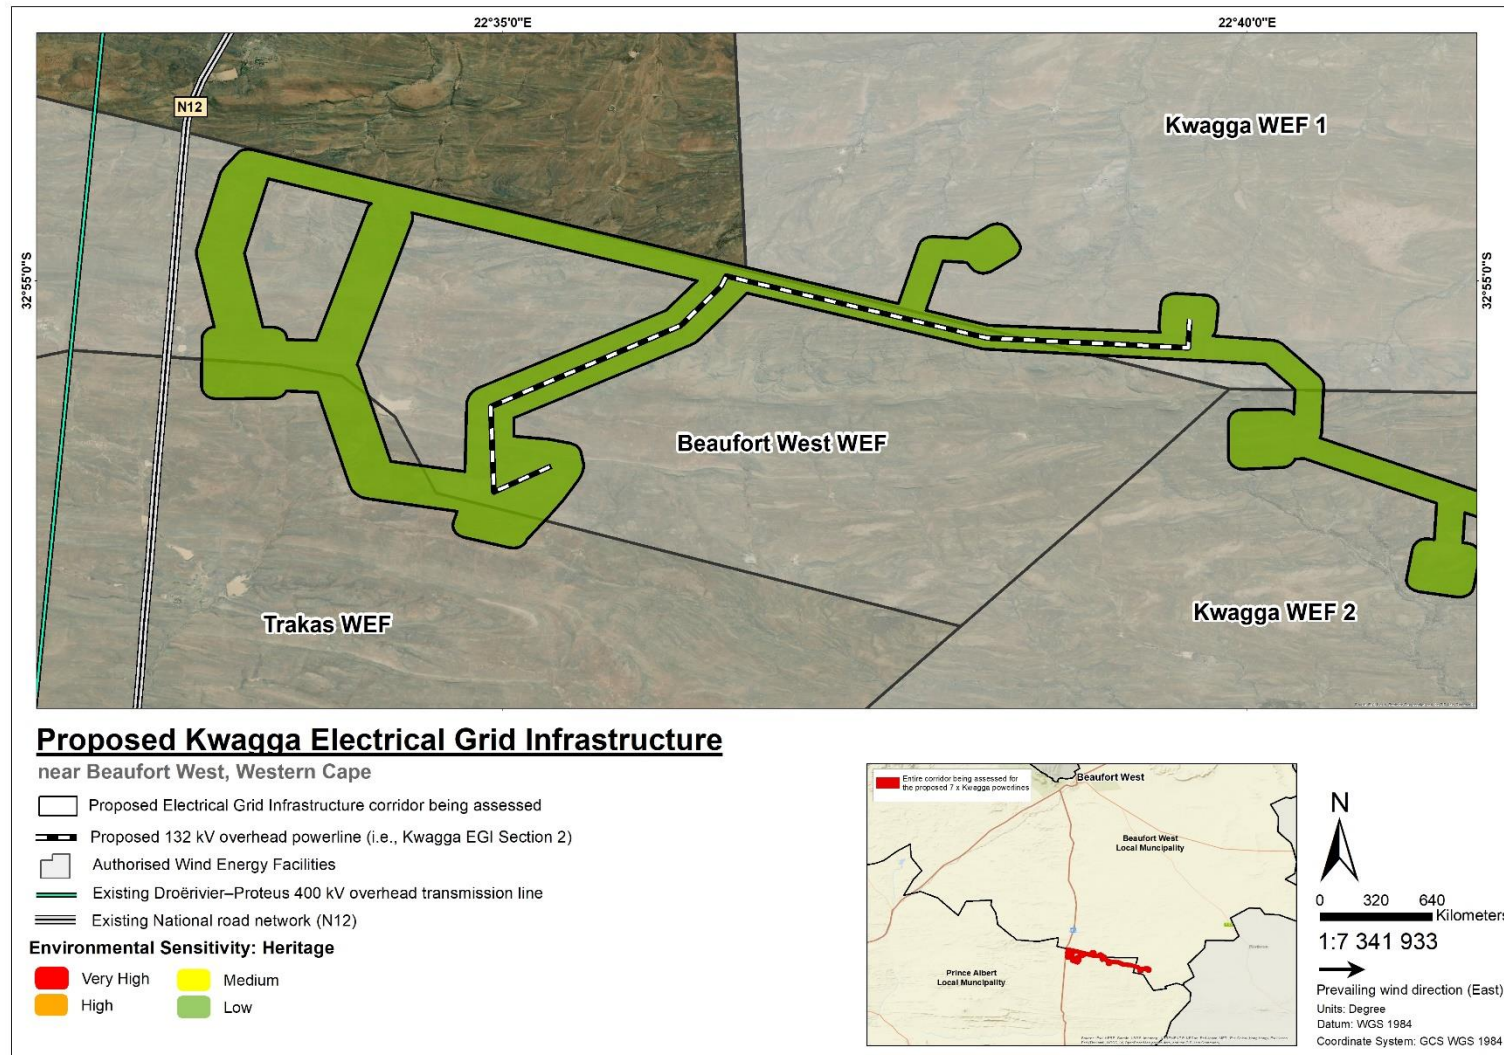 22°35'0"E
22°40'0"E
N12
Kwagga WEF 1
32°55'0"S
32°55'0"S
Beaufort West WEF
Trakas WEF
Kwagga WEF 2
Proposed Kwagga Electrical Grid Infrastructure
near Beaufort West, Western Cape
Proposed Electrical Grid Infrastructure corridor being assessed
Proposed 132 kV overhead powerline (i.e., Kwagga EGI Section 2)
Authorised Wind Energy Facilities
Existing Droërivier–Proteus 400 kV overhead transmission line
Existing National road network (N12)
Environmental Sensitivity: Heritage
Very High
Medium
High
Low
Entire corridor being assessed for
the proposed 7 x Kwagga powerlines
Beaufort West
Beaufort West
Local Muncipality
Prince Albert
Local Muncipality
N
0 320 640
Kilometers
1:7 341 933
Prevailing wind direction (East)
Units: Degree
Datum: WGS 1984
Coordinate System: GCS WGS 1984